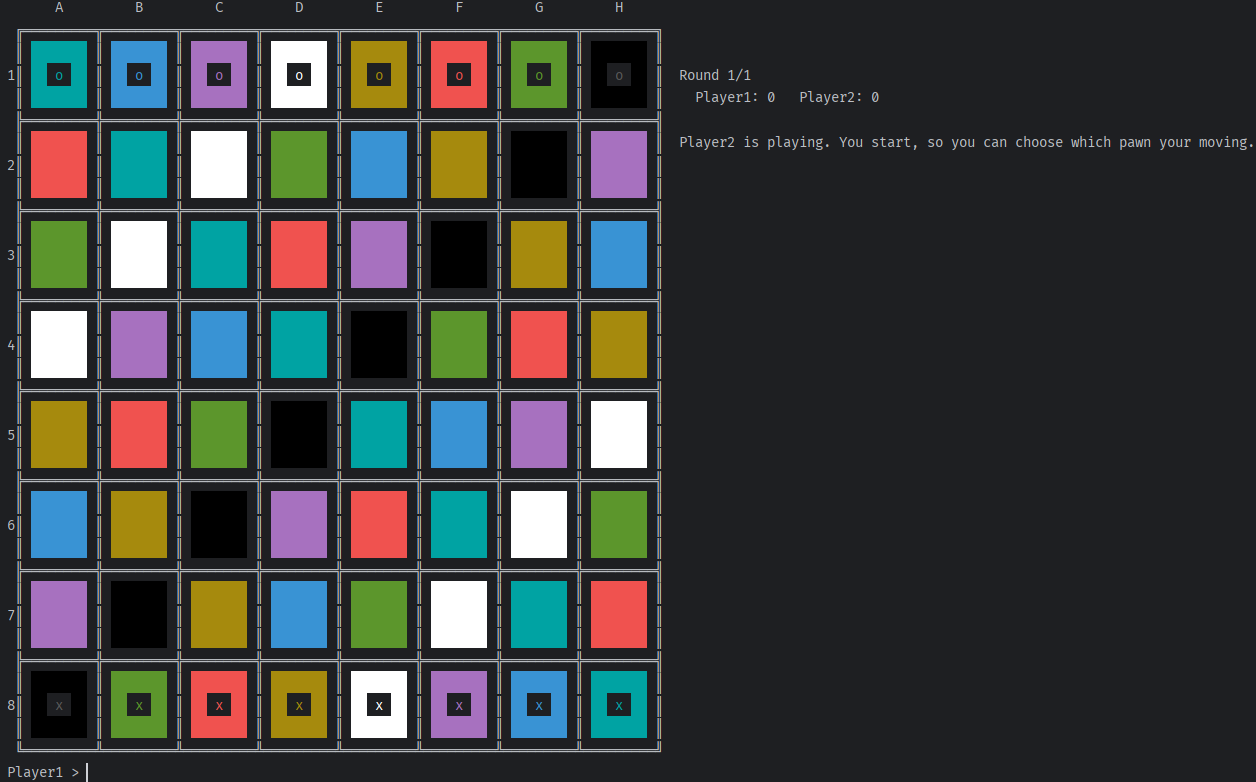 A B C D E F G H
1 o o o o o o o o
Round 1/1
Player1: 0 Player2: 0
2
Player2 is playing. You start, so you can choose which pawn your moving.
3
4
5
6
7
8 x x x x x x x x
Player1 >